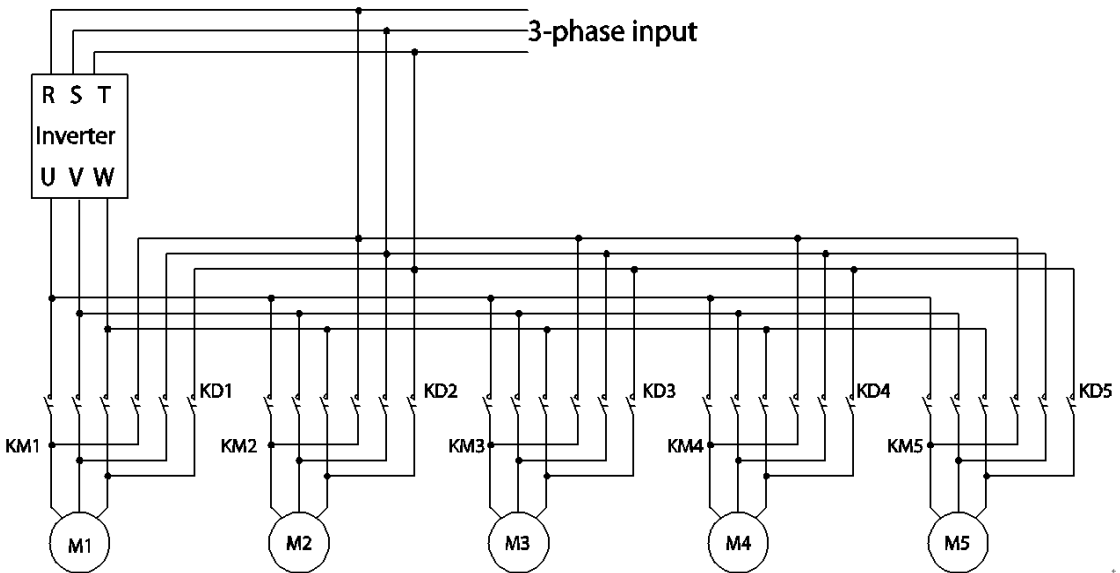 3-phase input
R S T
Inverter
U V W
KD1
KD2
KD3
KD4
KD5
KM1
KM2
KM3
KM4
KM5
M1
M2
M3
M4
M5